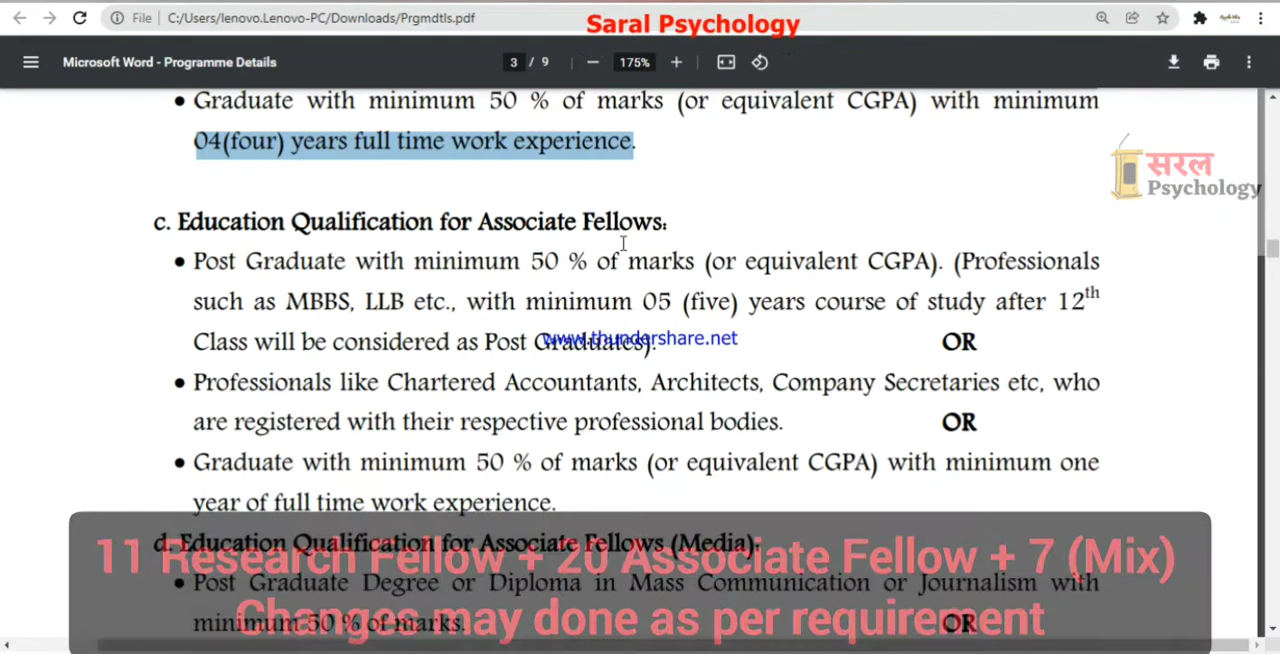 File
C:/Users/lenovo.Lenovo-PC/Downloads/Prgmdtls.pdf
Saral Psychology
Microsoft Word - Programme Details
3 / 9
175%
• Graduate with minimum 50 % of marks (or equivalent CGPA) with minimum
04(four) years full time work experience.
सरल
Psychology
c. Education Qualification for Associate Fellows:
• Post Graduate with minimum 50 % of marks (or equivalent CGPA). (Professionals
such as MBBS, LLB etc., with minimum 05 (five) years course of study after 12th
Class will be considered as Post Graduates). OR
www.thundershare.net
• Professionals like Chartered Accountants, Architects, Company Secretaries etc, who
are registered with their respective professional bodies. OR
• Graduate with minimum 50 % of marks (or equivalent CGPA) with minimum one
year of full time work experience.
d. Education Qualification for Associate Fellows (Media):
11 Research Fellow + 20 Associate Fellow + 7 (Mix)
• Post Graduate Degree or Diploma in Mass Communication or Journalism with
minimum 50 % of marks. OR
Changes may done as per requirement